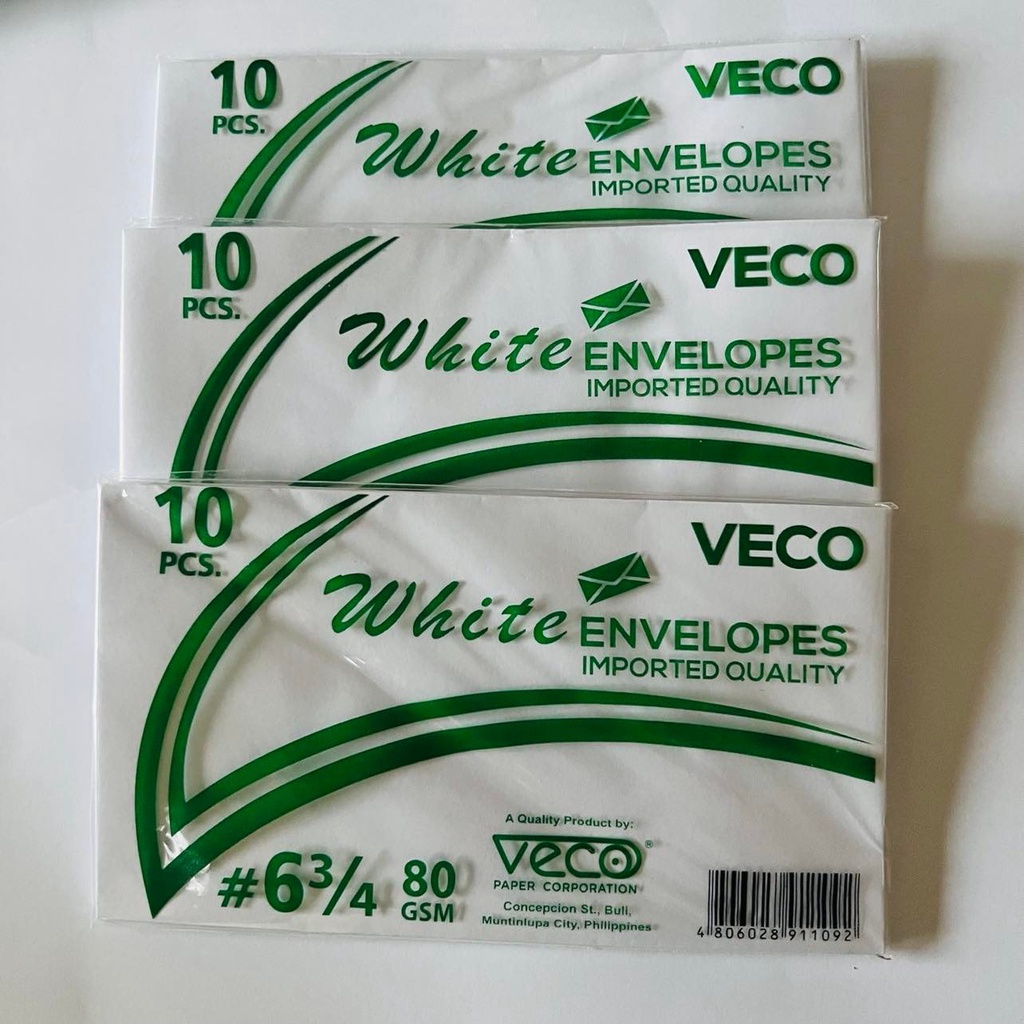 10
PCS.
VECO
White ENVELOPES
IMPORTED QUALITY
10
PCS.
VECO
White ENVELOPES
IMPORTED QUALITY
10
PCS.
VECO
White ENVELOPES
IMPORTED QUALITY
#6 3/4
80
GSM
A Quality Product by:
veco®
PAPER CORPORATION
Concepcion St., Buli,
Muntinlupa City, Philippines
4 806028 911092